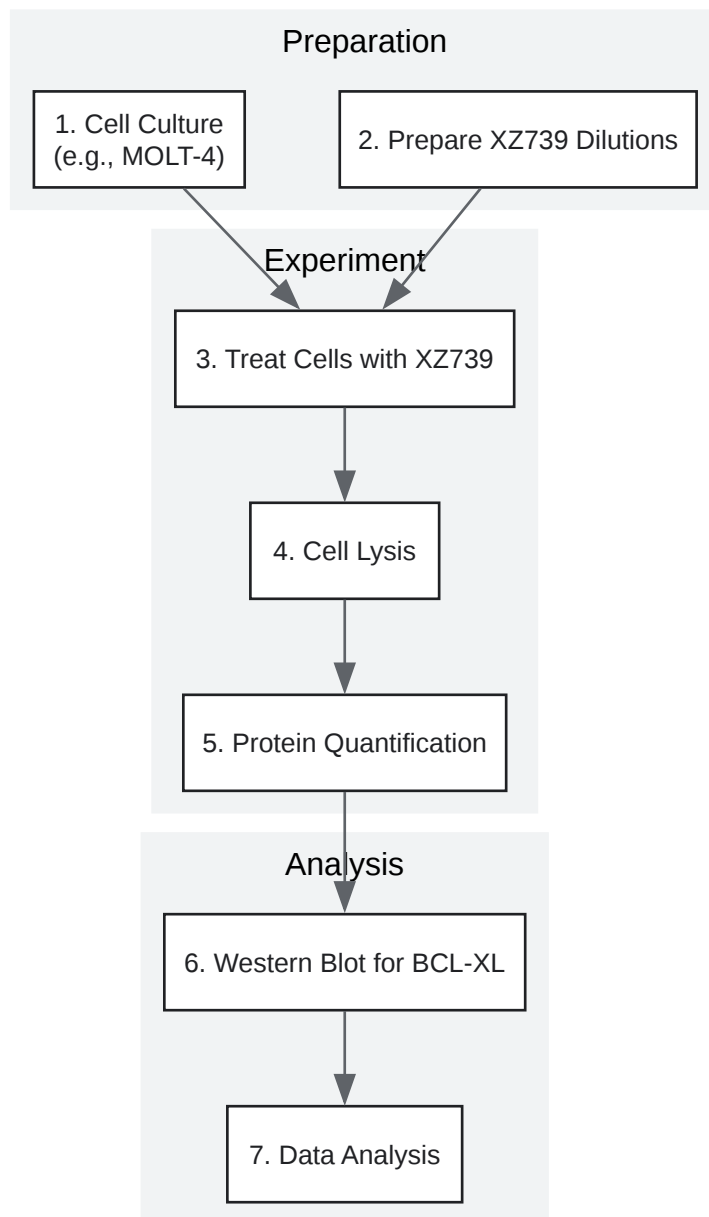 Preparation
1. Cell Culture
(e.g., MOLT-4)
2. Prepare XZ739 Dilutions
Experiment
3. Treat Cells with XZ739
4. Cell Lysis
5. Protein Quantification
Analysis
6. Western Blot for BCL-XL
7. Data Analysis